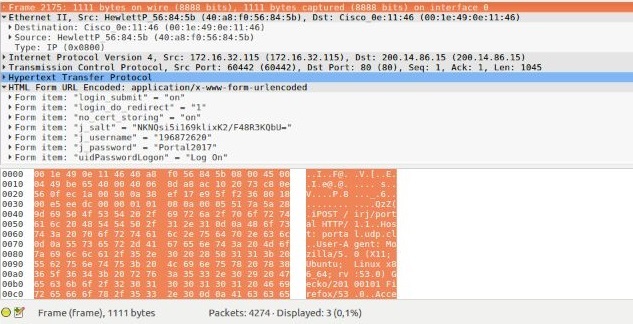 Frame 2175: 1111 bytes on wire (8888 bits), 1111 bytes captured (8888 bits) on interface 0
Ethernet II, Src: HewlettP_56:84:5b (40:a8:f0:56:84:5b), Dst: Cisco_0e:11:46 (00:1e:49:0e:11:46)
Destination: Cisco_0e:11:46 (00:1e:49:0e:11:46)
Source: HewlettP_56:84:5b (40:a8:f0:56:84:5b)
Type: IP (0x0800)
Internet Protocol Version 4, Src: 172.16.32.115 (172.16.32.115), Dst: 200.14.86.15 (200.14.86.15)
Transmission Control Protocol, Src Port: 60442 (60442), Dst Port: 80 (80), Seq: 1, Ack: 1, Len: 1045
Hypertext Transfer Protocol
HTML Form URL Encoded: application/x-www-form-urlencoded
Form item: "login_submit" = "on"
Form item: "login_do_redirect" = "1"
Form item: "no_cert_storing" = "on"
Form item: "j_salt" = "NKNQsi5i169klixK2/F48R3KQbU="
Form item: "j_username" = "196872620"
Form item: "j_password" = "Portal2017"
Form item: "uidPasswordLogon" = "Log On"
0000 00 1e 49 0e 11 46 40 a8 f0 56 84 5b 08 00 45 00 ..I..F@. .V.[..E.
0010 04 49 be 65 40 00 40 06 8d a8 ac 10 20 73 c8 0e .I.e@.@. .... s..
0020 56 0f ec 1a 00 50 0a 38 ef 17 e9 5f f2 36 80 18 V....P.8 ..._.6..
0030 00 e5 ee dc 00 00 01 01 08 0a 00 05 51 7a 5a 28 ........ ....QzZ(
0040 9d 69 50 4f 53 54 20 2f 69 72 6a 2f 70 6f 72 74 .iPOST / irj/port
0050 61 6c 20 48 54 54 50 2f 31 2e 31 0d 0a 48 6f 73 al HTTP/ 1.1..Hos
0060 74 3a 20 70 6f 72 74 61 6c 2e 75 64 70 2e 63 6c t: porta l.udp.cl
0070 0d 0a 55 73 65 72 2d 41 67 65 6e 74 3a 20 4d 6f ..User-A gent: Mo
0080 7a 69 6c 6c 61 2f 35 2e 30 20 28 58 31 31 3b 20 zilla/5. 0 (X11;
0090 55 62 75 6e 74 75 3b 20 4c 69 6e 75 78 20 78 38 Ubuntu;  Linux x8
00a0 36 5f 36 34 3b 20 72 76 3a 35 33 2e 30 29 20 47 6_64; rv :53.0) G
00b0 65 63 6b 6f 2f 32 30 31 30 30 31 30 31 20 46 69 ecko/201 00101 Fi
00c0 72 65 66 6f 78 2f 35 33 2e 30 0d 0a 41 63 63 65 refox/53 .0..Acce
Frame (frame), 1111 bytes Packets: 4274 · Displayed: 3 (0,1%)